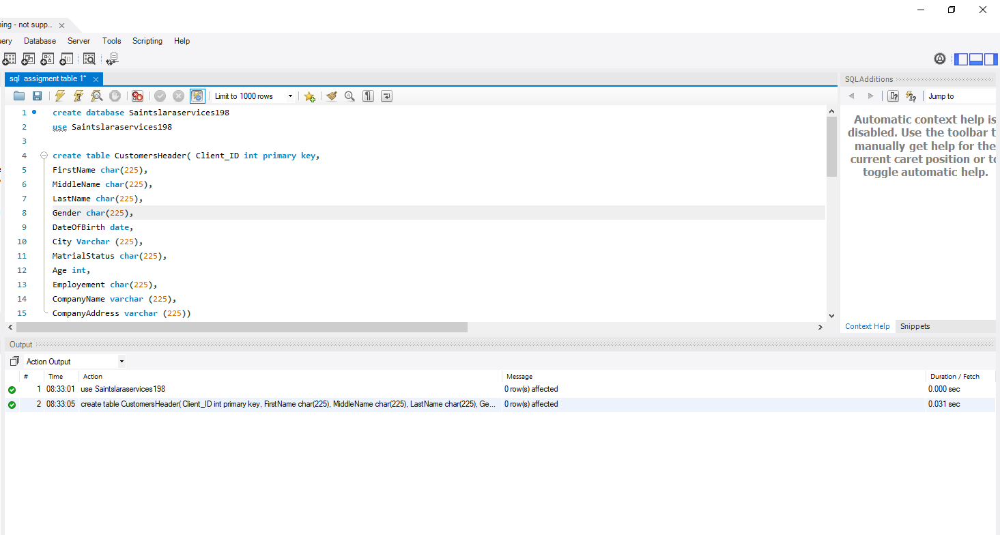 ning - not supp...
uery Database Server Tools Scripting Help
sql assigment table 1*
SQLAdditions
Limit to 1000 rows
Jump to
1 create database Saintslaraservices198
2 use Saintslaraservices198
3
4 create table CustomersHeader( Client_ID int primary key,
5 FirstName char(225),
6 MiddleName char(225),
7 LastName char(225),
8 Gender char(225),
9 DateOfBirth date,
10 City Varchar (225),
11 MatrialStatus char(225),
12 Age int,
13 Employement char(225),
14 CompanyName varchar (225),
15 CompanyAddress varchar (225))
Automatic context help is
disabled. Use the toolbar t
manually get help for the
current caret position or to
toggle automatic help.
Context Help Snippets
Output
Action Output
# Time Action Message Duration / Fetch
1 08:33:01 use Saintslaraservices198 0 row(s) affected 0.000 sec
2 08:33:05 create table CustomersHeader( Client_ID int primary key, FirstName char(225), MiddleName char(225), LastName char(225), Ge... 0 row(s) affected 0.031 sec